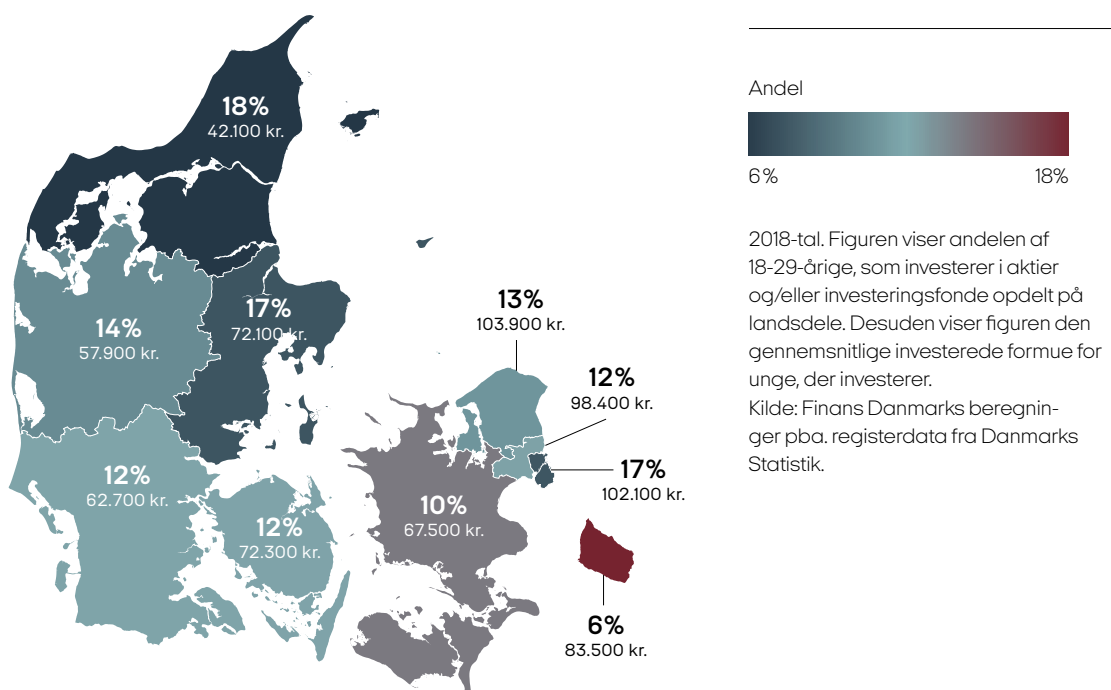 18%
42.100 kr.
17%
72.100 kr.
14%
57.900 kr.
12%
62.700 kr.
12%
72.300 kr.
10%
67.500 kr.
13%
103.900 kr.
12%
98.400 kr.
17%
102.100 kr.
6%
83.500 kr.
Andel
6%
18%
2018-tal. Figuren viser andelen af
18-29-årige, som investerer i aktier
og/eller investeringsfonde opdelt på
landsdele. Desuden viser figuren den
gennemsnitlige investerede formue for
unge, der investerer.
Kilde: Finans Danmarks beregnin-
ger pba. registerdata fra Danmarks
Statistik.